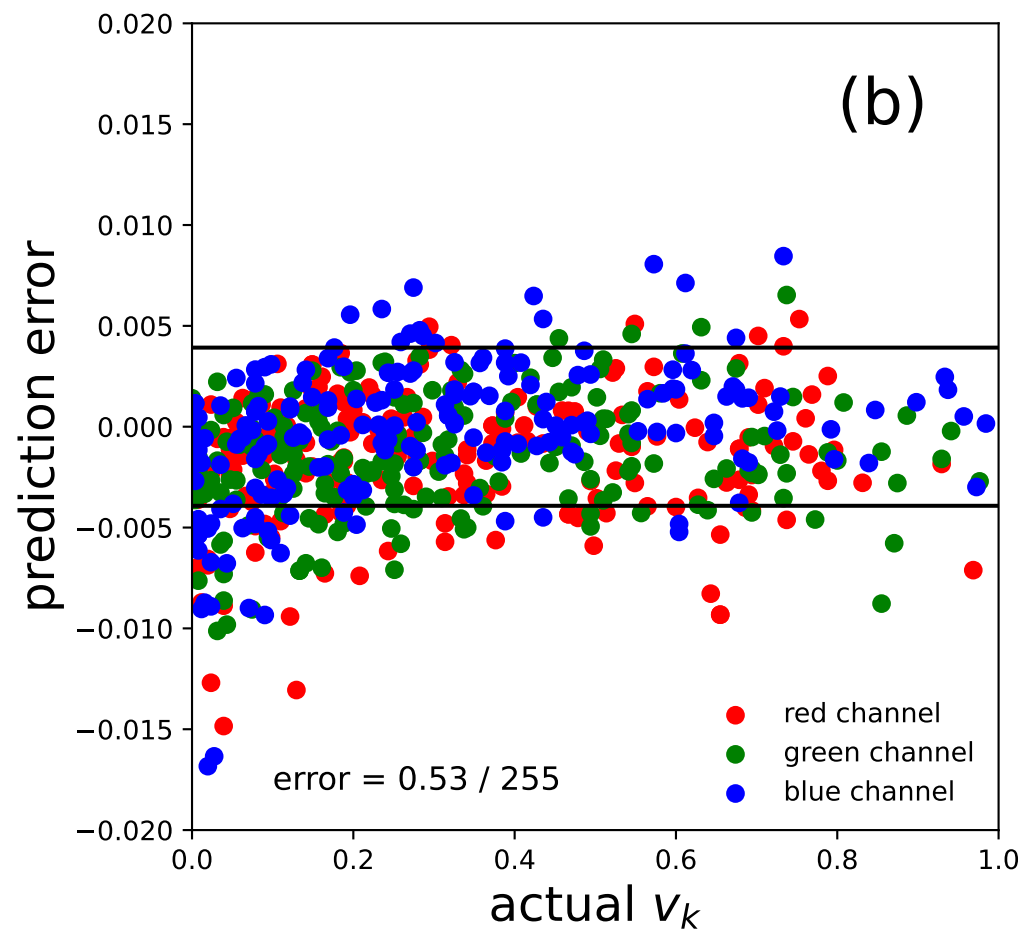 0.020
(b)
0.015
0.010
0.005
0.000
−0.005
−0.010
−0.015
−0.020
prediction error
red channel
green channel
blue channel
error = 0.53 / 255
0.0 0.2 0.4 0.6 0.8 1.0
actual v_k